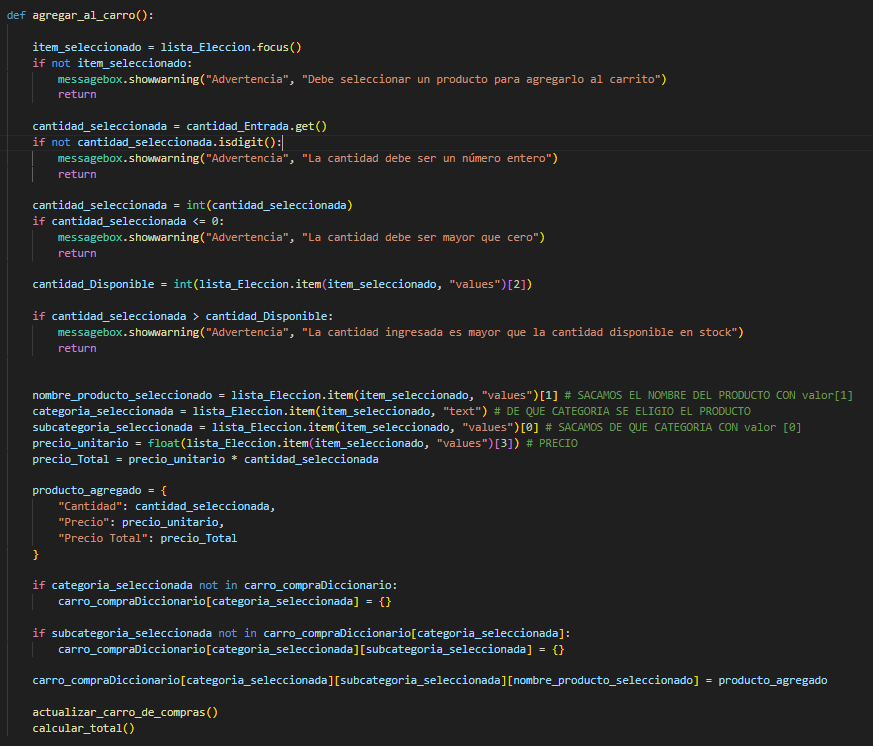 def agregar_al_carro():
item_seleccionado = lista_Eleccion.focus()
if not item_seleccionado:
messagebox.showwarning("Advertencia", "Debe seleccionar un producto para agregarlo al carrito")
return
cantidad_seleccionada = cantidad_Entrada.get()
if not cantidad_seleccionada.isdigit():
messagebox.showwarning("Advertencia", "La cantidad debe ser un número entero")
return
cantidad_seleccionada = int(cantidad_seleccionada)
if cantidad_seleccionada <= 0:
messagebox.showwarning("Advertencia", "La cantidad debe ser mayor que cero")
return
cantidad_Disponible = int(lista_Eleccion.item(item_seleccionado, "values")[2])
if cantidad_seleccionada > cantidad_Disponible:
messagebox.showwarning("Advertencia", "La cantidad ingresada es mayor que la cantidad disponible en stock")
return
nombre_producto_seleccionado = lista_Eleccion.item(item_seleccionado, "values")[1] # SACAMOS EL NOMBRE DEL PRODUCTO CON valor[1]
categoria_seleccionada = lista_Eleccion.item(item_seleccionado, "text") # DE QUE CATEGORIA SE ELIGIO EL PRODUCTO
subcategoria_seleccionada = lista_Eleccion.item(item_seleccionado, "values")[0] # SACAMOS DE QUE CATEGORIA CON valor [0]
precio_unitario = float(lista_Eleccion.item(item_seleccionado, "values")[3]) # PRECIO
precio_Total = precio_unitario * cantidad_seleccionada
producto_agregado = {
"Cantidad": cantidad_seleccionada,
"Precio": precio_unitario,
"Precio Total": precio_Total
}
if categoria_seleccionada not in carro_compraDiccionario:
carro_compraDiccionario[categoria_seleccionada] = {}
if subcategoria_seleccionada not in carro_compraDiccionario[categoria_seleccionada]:
carro_compraDiccionario[categoria_seleccionada][subcategoria_seleccionada] = {}
carro_compraDiccionario[categoria_seleccionada][subcategoria_seleccionada][nombre_producto_seleccionado] = producto_agregado
actualizar_carro_de_compras()
calcular_total()